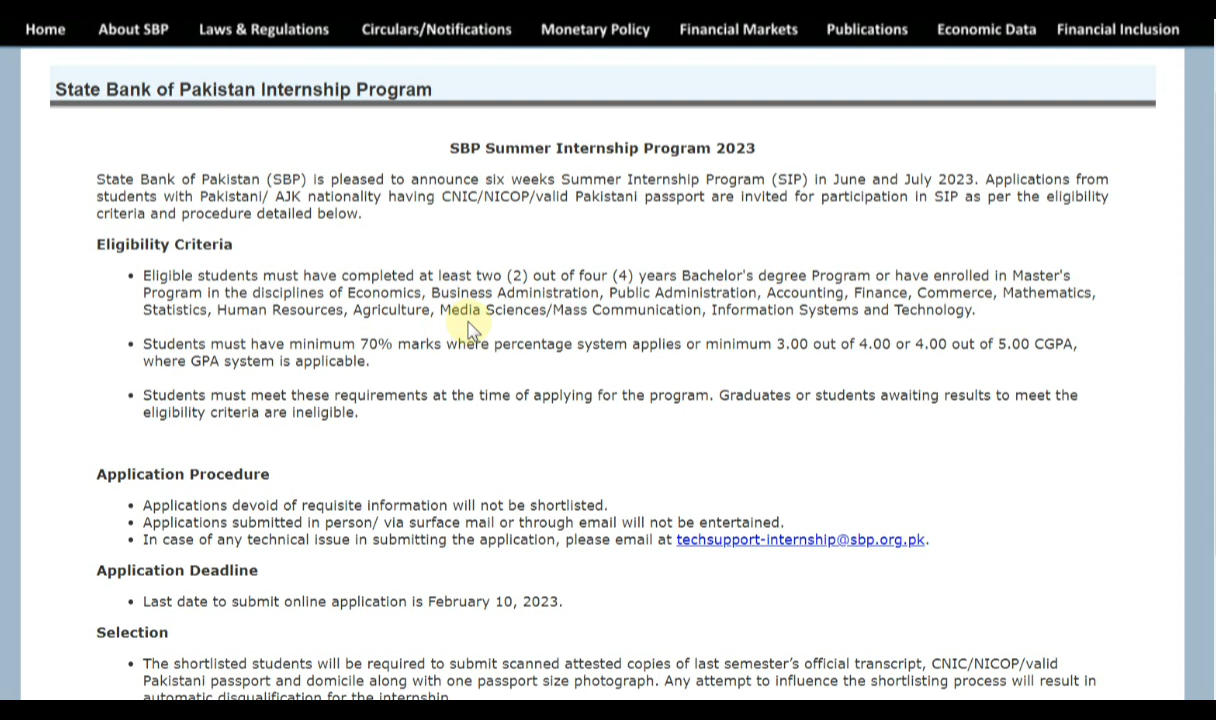 Home About SBP Laws & Regulations Circulars/Notifications Monetary Policy Financial Markets Publications Economic Data Financial Inclusion
State Bank of Pakistan Internship Program
SBP Summer Internship Program 2023
State Bank of Pakistan (SBP) is pleased to announce six weeks Summer Internship Program (SIP) in June and July 2023. Applications from
students with Pakistani/ AJK nationality having CNIC/NICOP/valid Pakistani passport are invited for participation in SIP as per the eligibility
criteria and procedure detailed below.
Eligibility Criteria
• Eligible students must have completed at least two (2) out of four (4) years Bachelor's degree Program or have enrolled in Master's
Program in the disciplines of Economics, Business Administration, Public Administration, Accounting, Finance, Commerce, Mathematics,
Statistics, Human Resources, Agriculture, Media Sciences/Mass Communication, Information Systems and Technology.
• Students must have minimum 70% marks where percentage system applies or minimum 3.00 out of 4.00 or 4.00 out of 5.00 CGPA,
where GPA system is applicable.
• Students must meet these requirements at the time of applying for the program. Graduates or students awaiting results to meet the
eligibility criteria are ineligible.
Application Procedure
• Applications devoid of requisite information will not be shortlisted.
• Applications submitted in person/ via surface mail or through email will not be entertained.
• In case of any technical issue in submitting the application, please email at techsupport-internship@sbp.org.pk.
Application Deadline
• Last date to submit online application is February 10, 2023.
Selection
• The shortlisted students will be required to submit scanned attested copies of last semester's official transcript, CNIC/NICOP/valid
Pakistani passport and domicile along with one passport size photograph. Any attempt to influence the shortlisting process will result in
automatic disqualification for the internship.